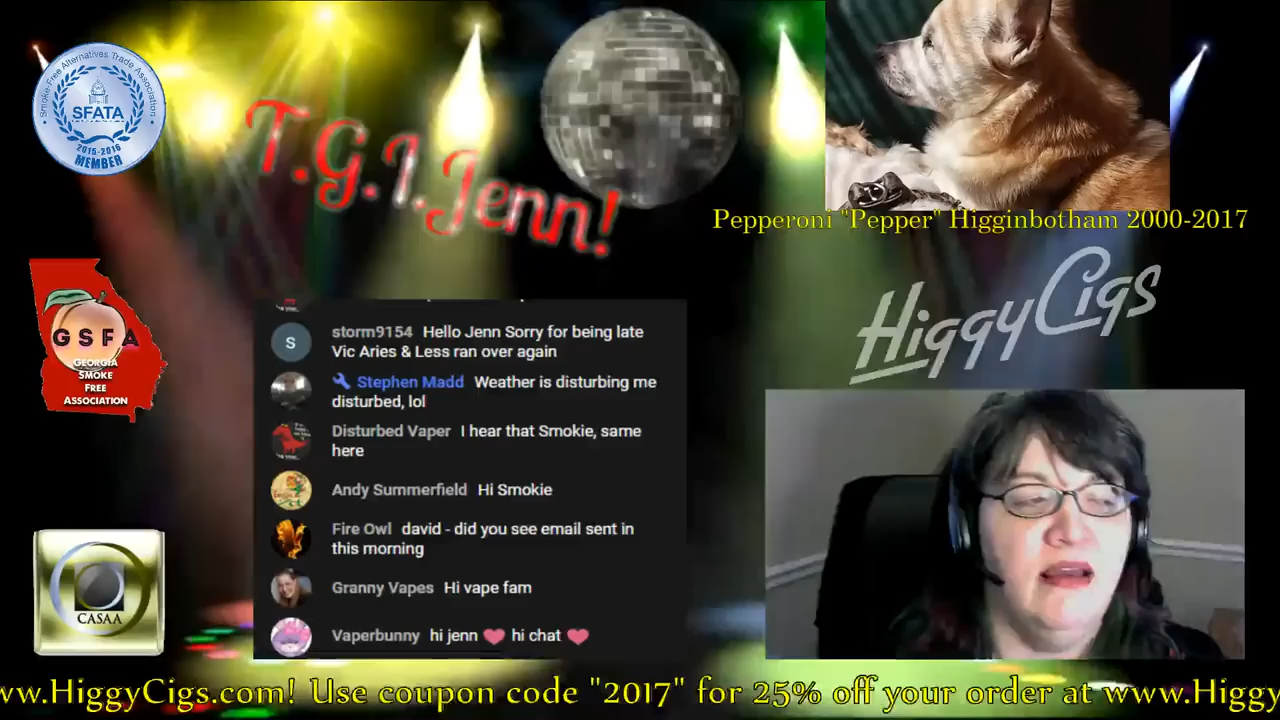 Smoke-Free Alternatives Trade Association
SFATA
2015-2016
MEMBER
T.G.I.Jenn!
Pepperoni "Pepper" Higginbotham 2000-2017
HiggyCigs
GSFA
GEORGIA
SMOKE
FREE
ASSOCIATION
CASAA
S
storm9154 Hello Jenn Sorry for being late
Vic Aries & Less ran over again
Stephen Madd Weather is disturbing me
disturbed, lol
Disturbed Vaper I hear that Smokie, same
here
Andy Summerfield Hi Smokie
Fire Owl david - did you see email sent in
this morning
Granny Vapes Hi vape fam
Vaperbunny hi jenn ❤ hi chat ❤
ww.HiggyCigs.com! Use coupon code "2017" for 25% off your order at www.Higgy